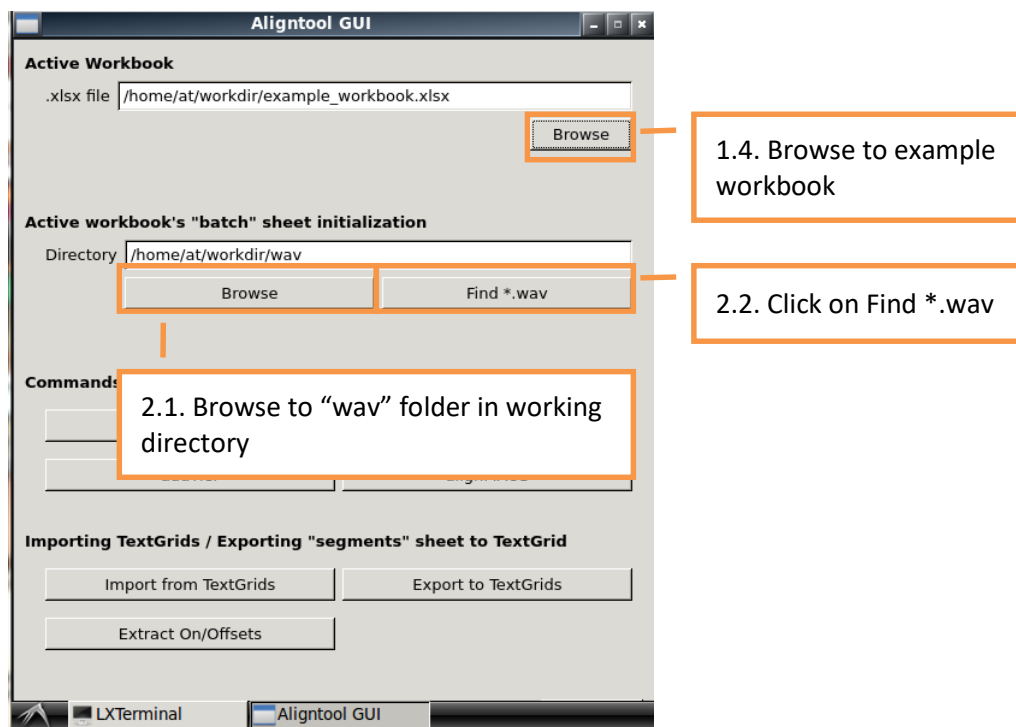 Aligntool GUI
Active Workbook
.xlsx file /home/at/workdir/example_workbook.xlsx
Browse
1.4. Browse to example
workbook
Active workbook's "batch" sheet initialization
Directory /home/at/workdir/wav
Browse Find *.wav
2.2. Click on Find *.wav
Commands
2.1. Browse to “wav” folder in working
directory
Importing TextGrids / Exporting "segments" sheet to TextGrid
Import from TextGrids Export to TextGrids
Extract On/Offsets
LXTerminal Aligntool GUI